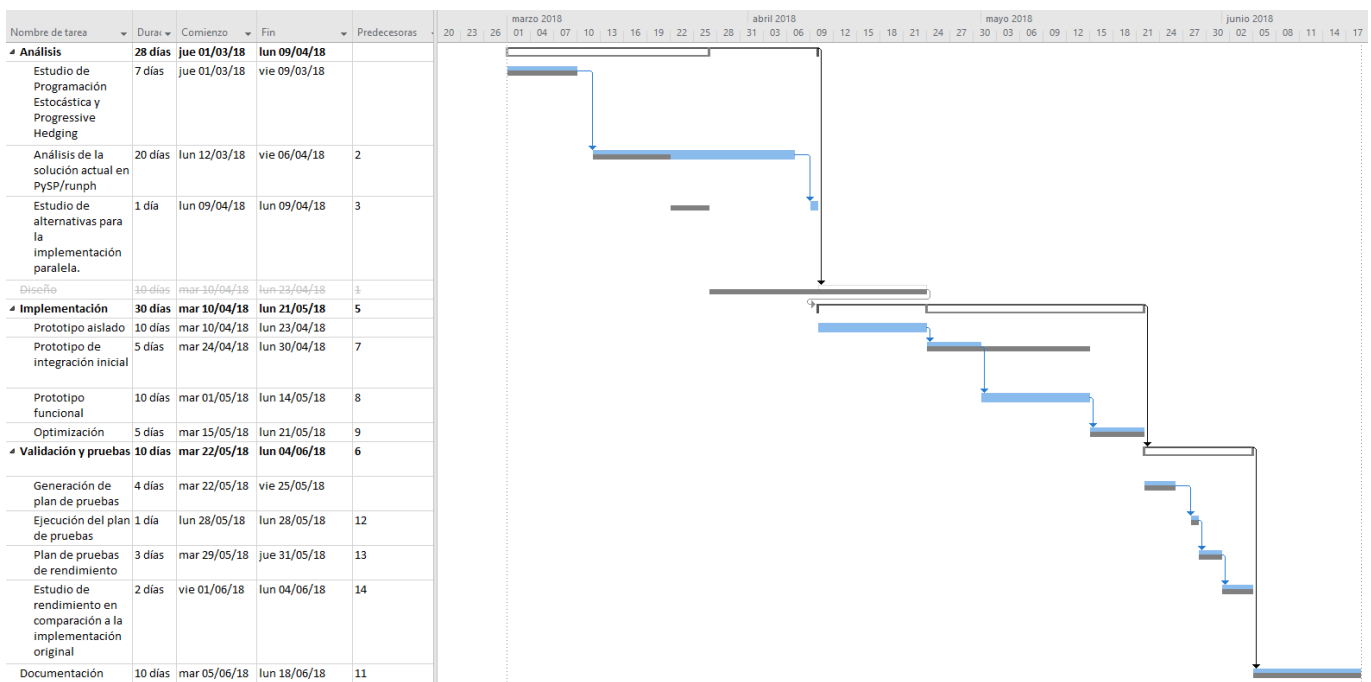 marzo 2018 abril 2018 mayo 2018 junio 2018
Nombre de tarea Durac Comienzo Fin Predecesoras 20 23 26 01 04 07 10 13 16 19 22 25 28 31 03 06 09 12 15 18 21 24 27 30 03 06 09 12 15 18 21 24 27 30 02 05 08 11 14 17
Análisis 28 días jue 01/03/18 lun 09/04/18
Estudio de 7 días jue 01/03/18 vie 09/03/18
Programación
Estocástica y
Progressive
Hedging
Análisis de la 20 días lun 12/03/18 vie 06/04/18 2
solución actual en
PySP/runph
Estudio de 1 día lun 09/04/18 lun 09/04/18 3
alternativas para
la
implementación
paralela.
Diseño 10 días mar 10/04/18 lun 23/04/18 1
Implementación 30 días mar 10/04/18 lun 21/05/18 5
Prototipo aislado 10 días mar 10/04/18 lun 23/04/18
Prototipo de 5 días mar 24/04/18 lun 30/04/18 7
integración inicial
Prototipo 10 días mar 01/05/18 lun 14/05/18 8
funcional
Optimización 5 días mar 15/05/18 lun 21/05/18 9
Validación y pruebas 10 días mar 22/05/18 lun 04/06/18 6
Generación de 4 días mar 22/05/18 vie 25/05/18
plan de pruebas
Ejecución del plan 1 día lun 28/05/18 lun 28/05/18 12
de pruebas
Plan de pruebas 3 días mar 29/05/18 jue 31/05/18 13
de rendimiento
Estudio de 2 días vie 01/06/18 lun 04/06/18 14
rendimiento en
comparación a la
implementación
original
Documentación 10 días mar 05/06/18 lun 18/06/18 11